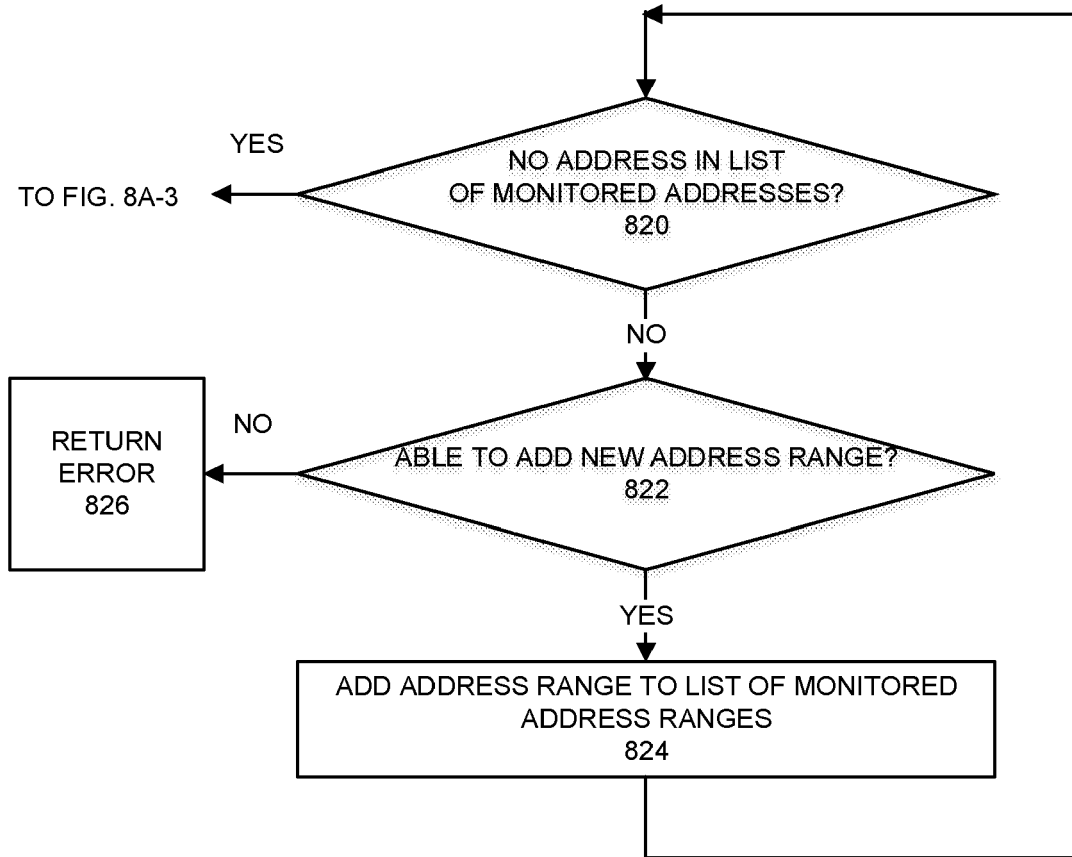 YES
NO ADDRESS IN LIST
OF MONITORED ADDRESSES?
820
TO FIG. 8A-3
NO
RETURN
ERROR
826
NO
ABLE TO ADD NEW ADDRESS RANGE?
822
YES
ADD ADDRESS RANGE TO LIST OF MONITORED
ADDRESS RANGES
824